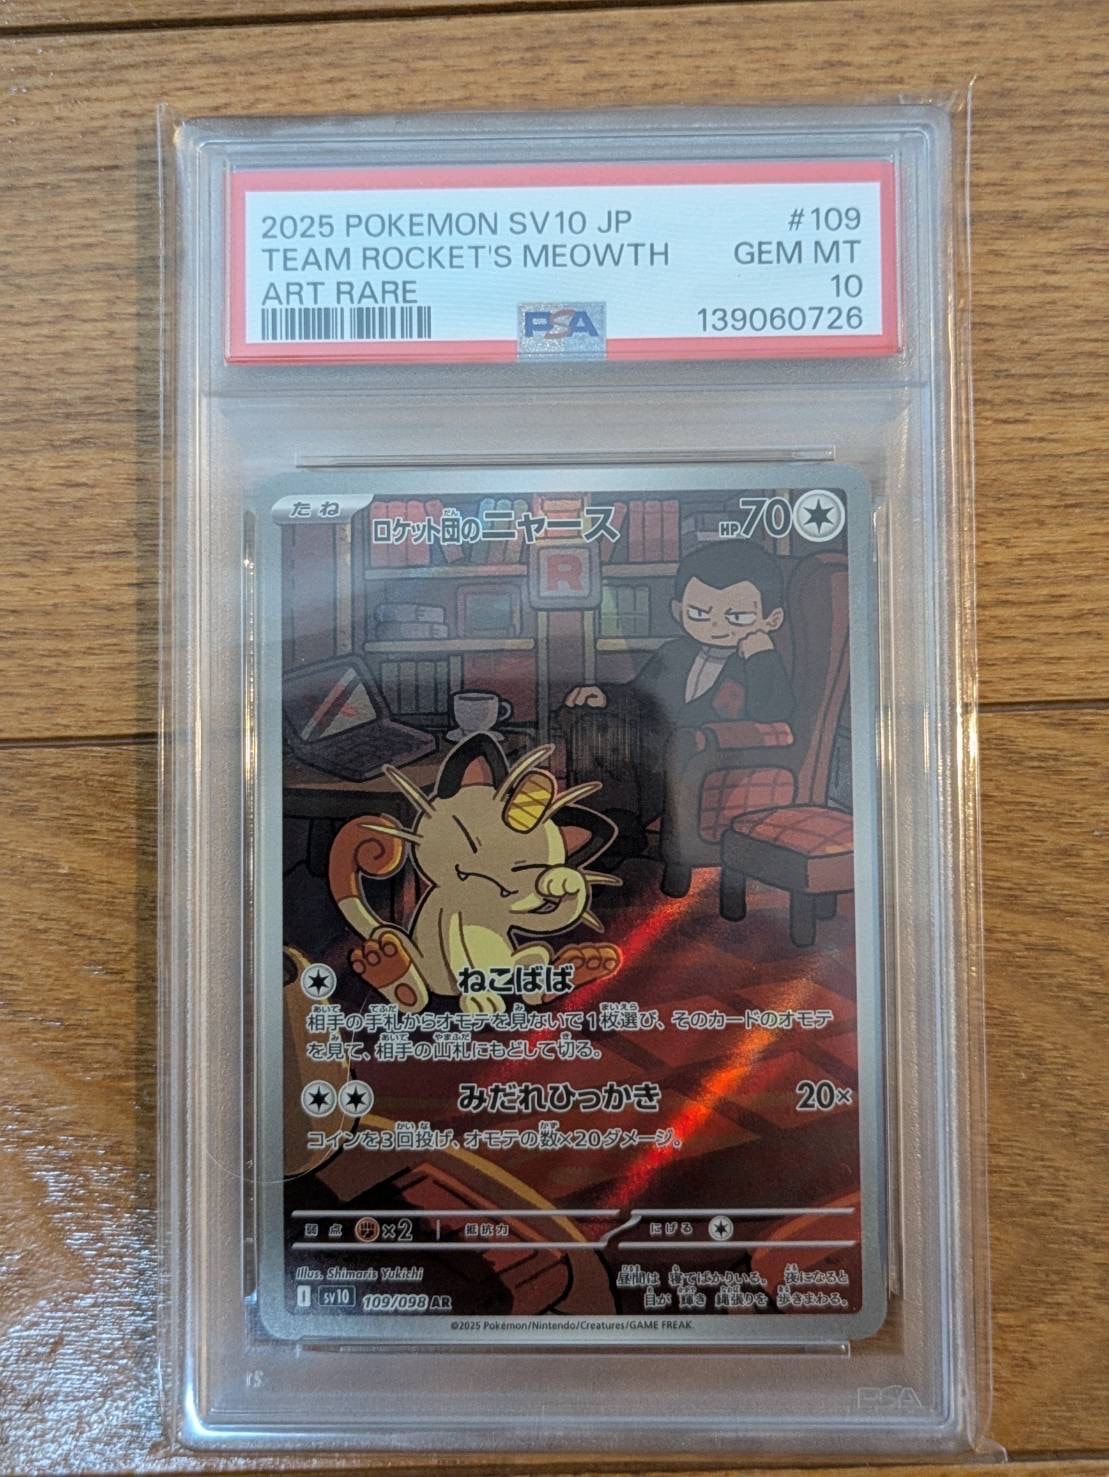 2025 POKEMON SV10 JP #109
TEAM ROCKET'S MEOWTH GEM MT
ART RARE 10
PSA 139060726
たね ロケット団のニャース HP70
R
ねこばば
相手の手札からオモテを見ないで1枚選び、そのカードのオモテ
を見て、相手の山札にもどして切る。
みだれひっかき 20×
コインを3回投げ、オモテの数×20ダメージ。
弱点 ×2 抵抗力 にげる
Illus. Shimaris Yukichi
昼間は 寝てばかりいる。 夜になると
I sv10 109/098 AR 目が 輝き 縄張りを 歩きまわる。
©2025 Pokémon/Nintendo/Creatures/GAME FREAK.
PSA